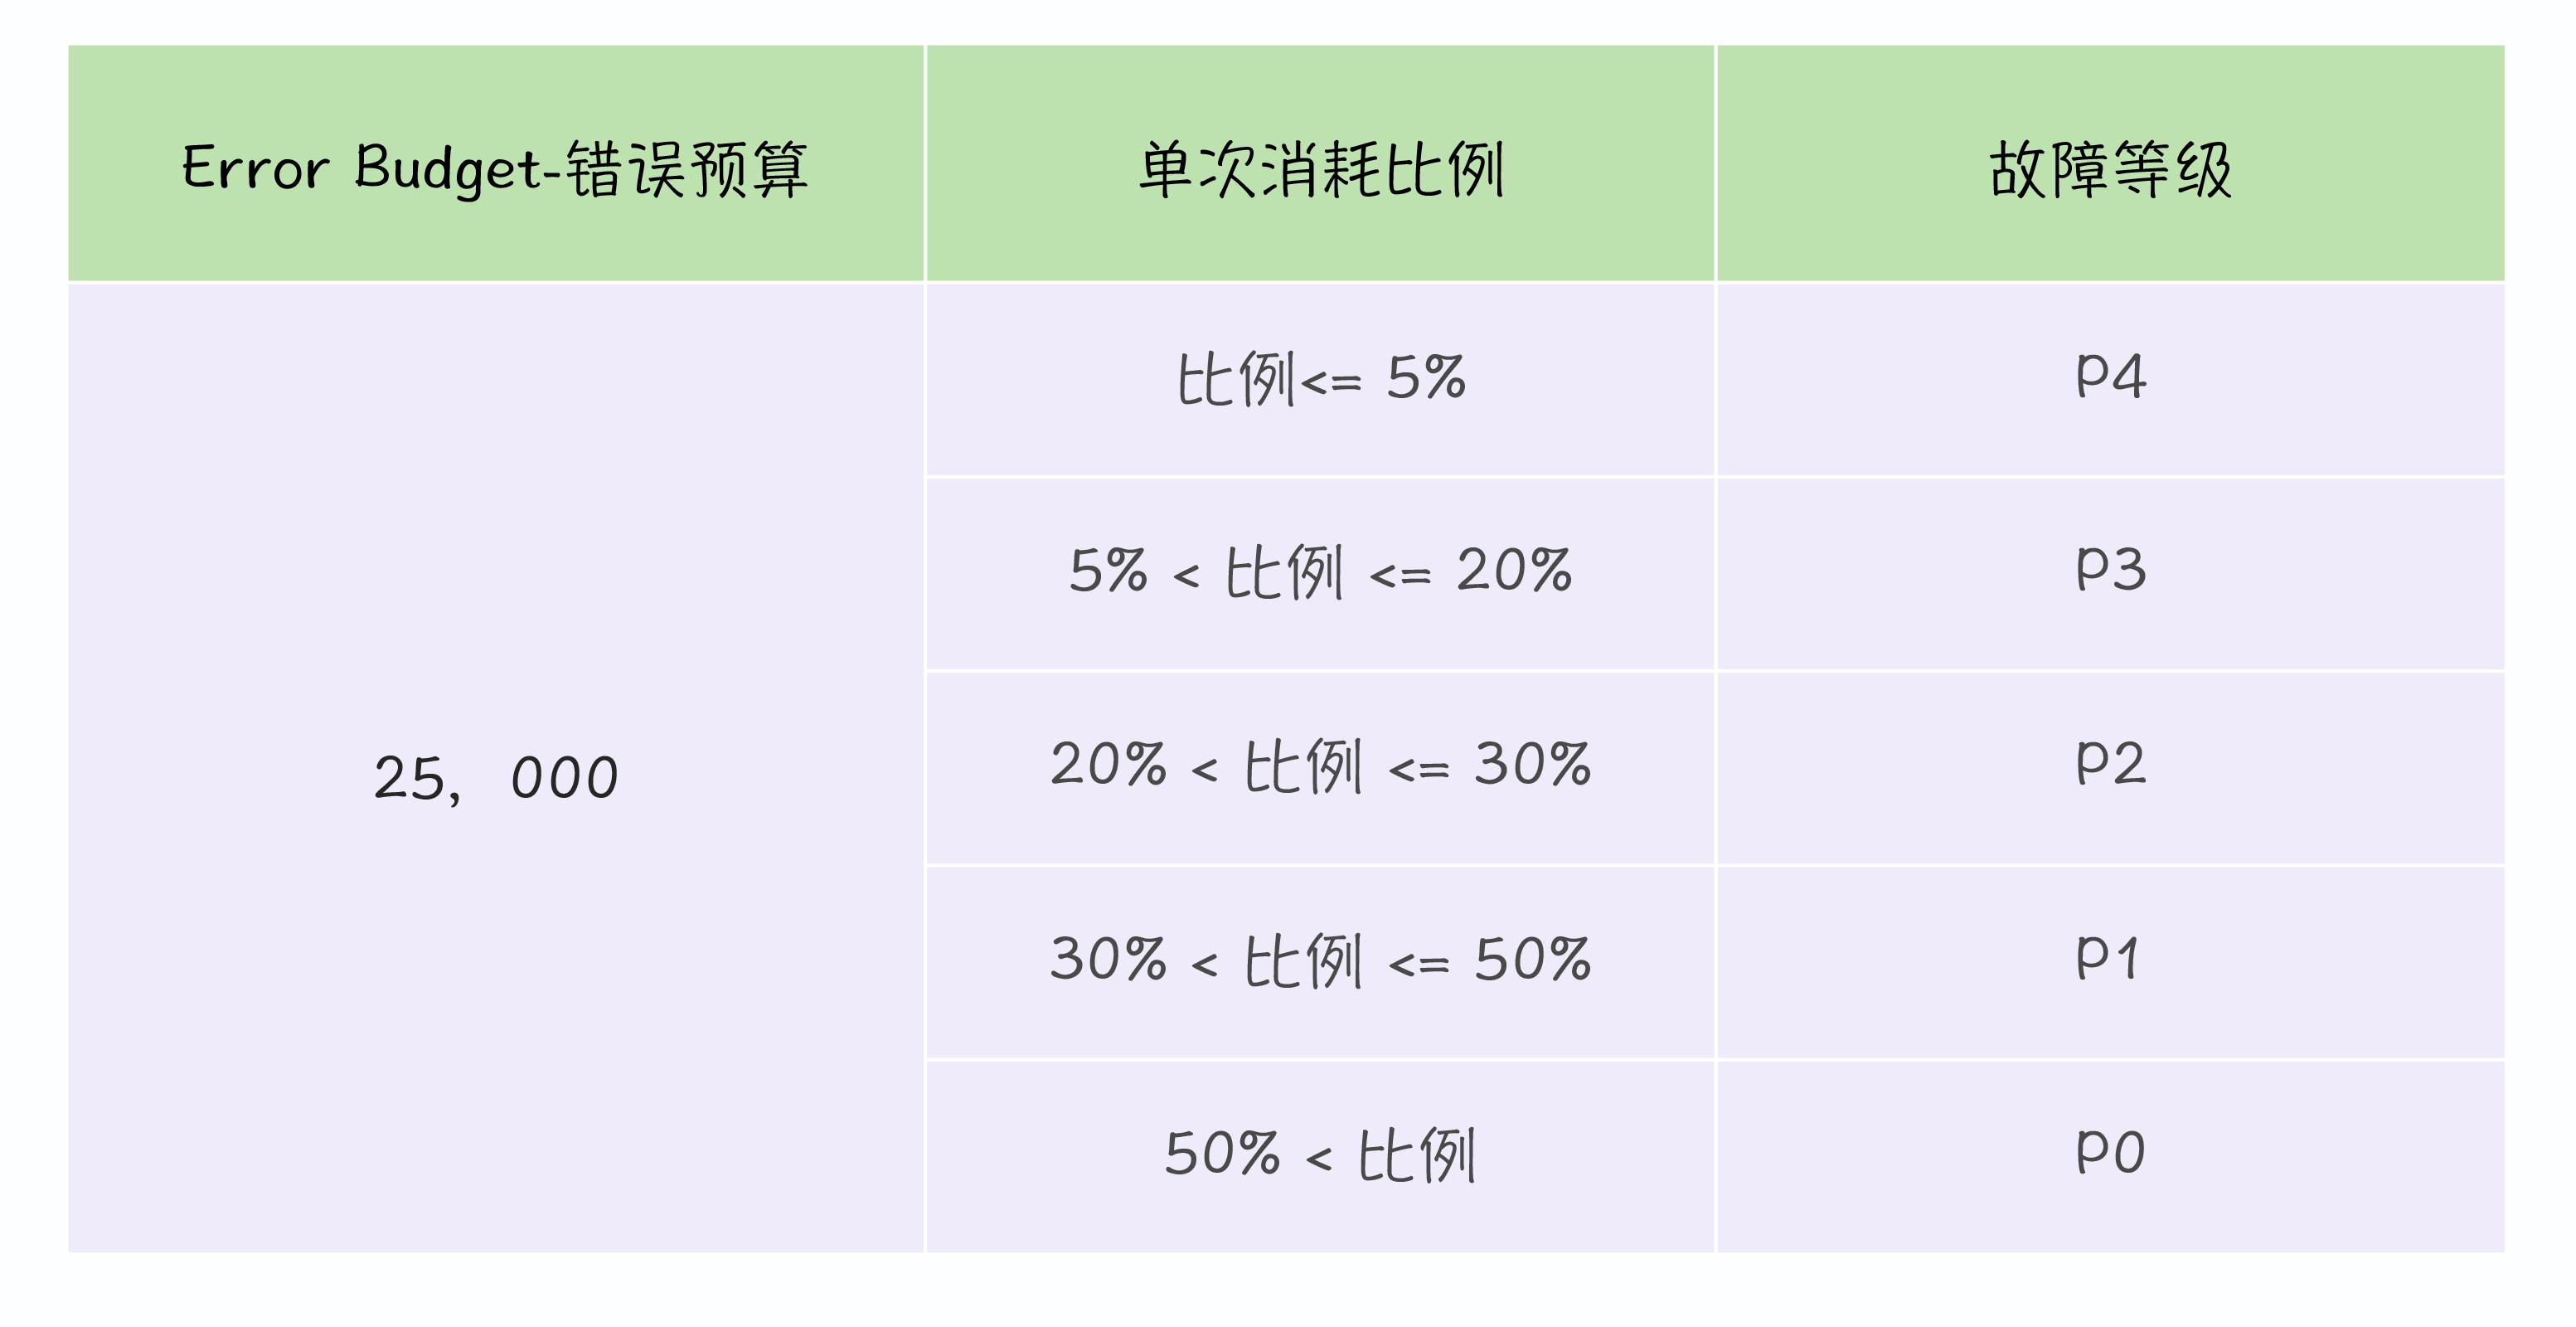 Error Budget-错误预算 单次消耗比例 故障等级
比例<= 5% P4
5% < 比例 <= 20% P3
20% < 比例 <= 30% P2
25，000
30% < 比例 <= 50% P1
50% < 比例 P0